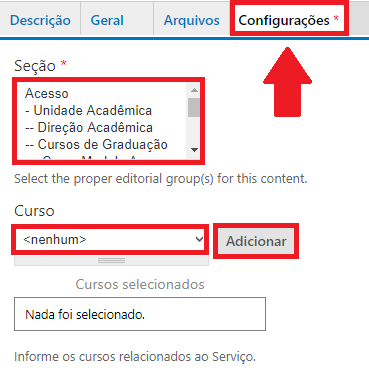 Descrição Geral Arquivos Configurações *
Seção *
Acesso
- Unidade Acadêmica
-- Direção Acadêmica
-- Cursos de Graduação
Select the proper editorial group(s) for this content.
Curso
<nenhum> Adicionar
Cursos selecionados
Nada foi selecionado.
Informe os cursos relacionados ao Serviço.